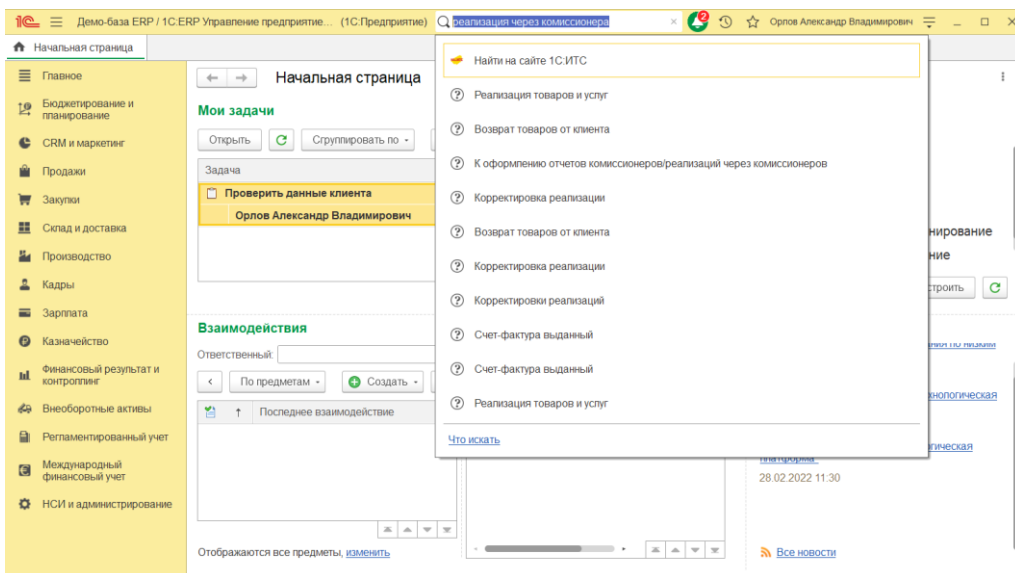 Демо-база ERP / 1С:ERP Управление предприятие... (1С:Предприятие)
реализация через комиссионера
2
Орлов Александр Владимирович
Начальная страница
Главное
Бюджетирование и
планирование
CRM и маркетинг
Продажи
Закупки
Склад и доставка
Производство
Кадры
Зарплата
Казначейство
Финансовый результат и
контроллинг
Внеоборотные активы
Регламентированный учет
Международный
финансовый учет
НСИ и администрирование
Начальная страница
Мои задачи
Открыть
Сгруппировать по
Задача
Проверить данные клиента
Орлов Александр Владимирович
Взаимодействия
Ответственный:
По предметам
Создать
Последнее взаимодействие
Отображаются все предметы, изменить
Найти на сайте 1С:ИТС
Реализация товаров и услуг
Возврат товаров от клиента
К оформлению отчетов комиссионеров/реализаций через комиссионеров
Корректировка реализации
Возврат товаров от клиента
Корректировка реализации
Корректировки реализаций
Счет-фактура выданный
Счет-фактура выданный
Реализация товаров и услуг
Что искать
нирование
ние
строить
хнологическая
гическая
28.02.2022 11:30
Все новости